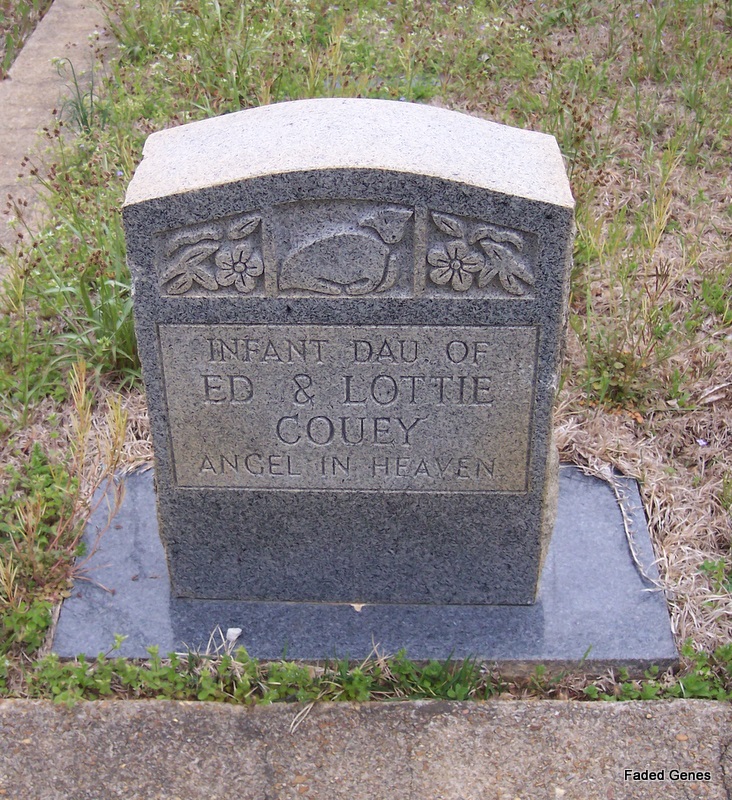 INFANT DAU. OF
ED & LOTTIE
COUEY
ANGEL IN HEAVEN
Faded Genes